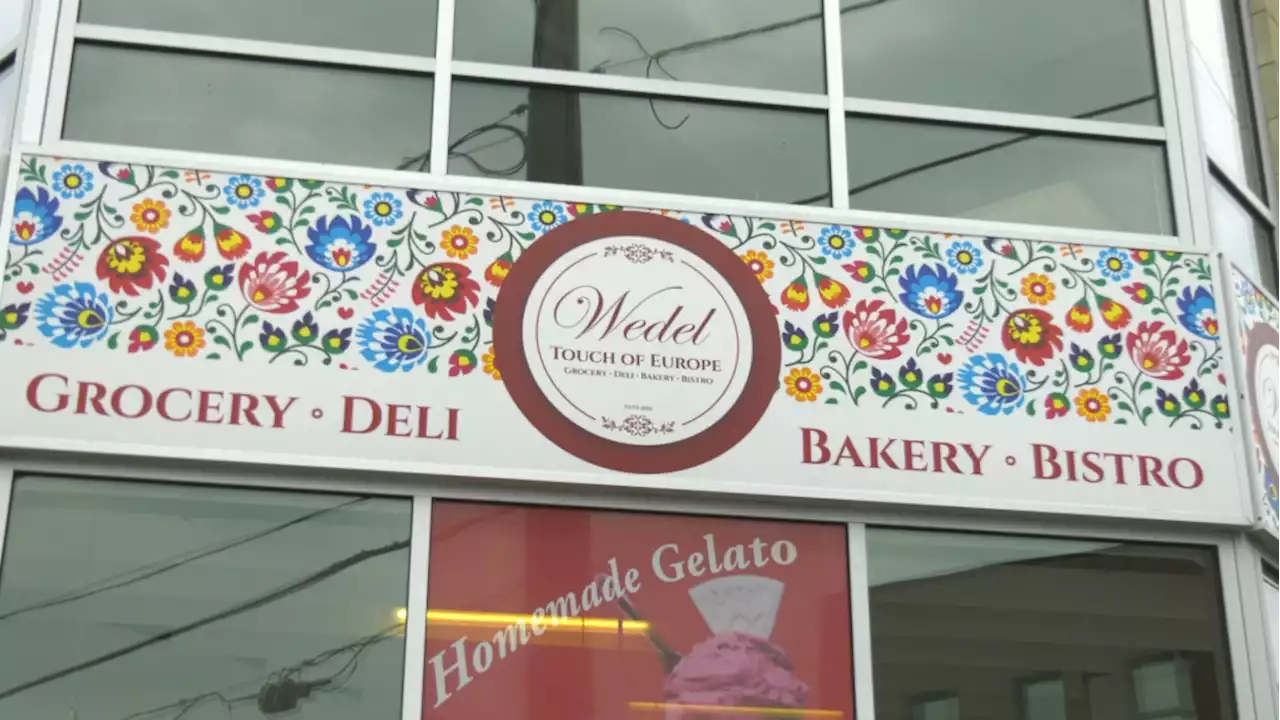 Wedel
TOUCH OF EUROPE
GROCERY · DELI · BAKERY · BISTRO
GROCERY ∘ DELI
BAKERY ∘ BISTRO
Homemade Gelato